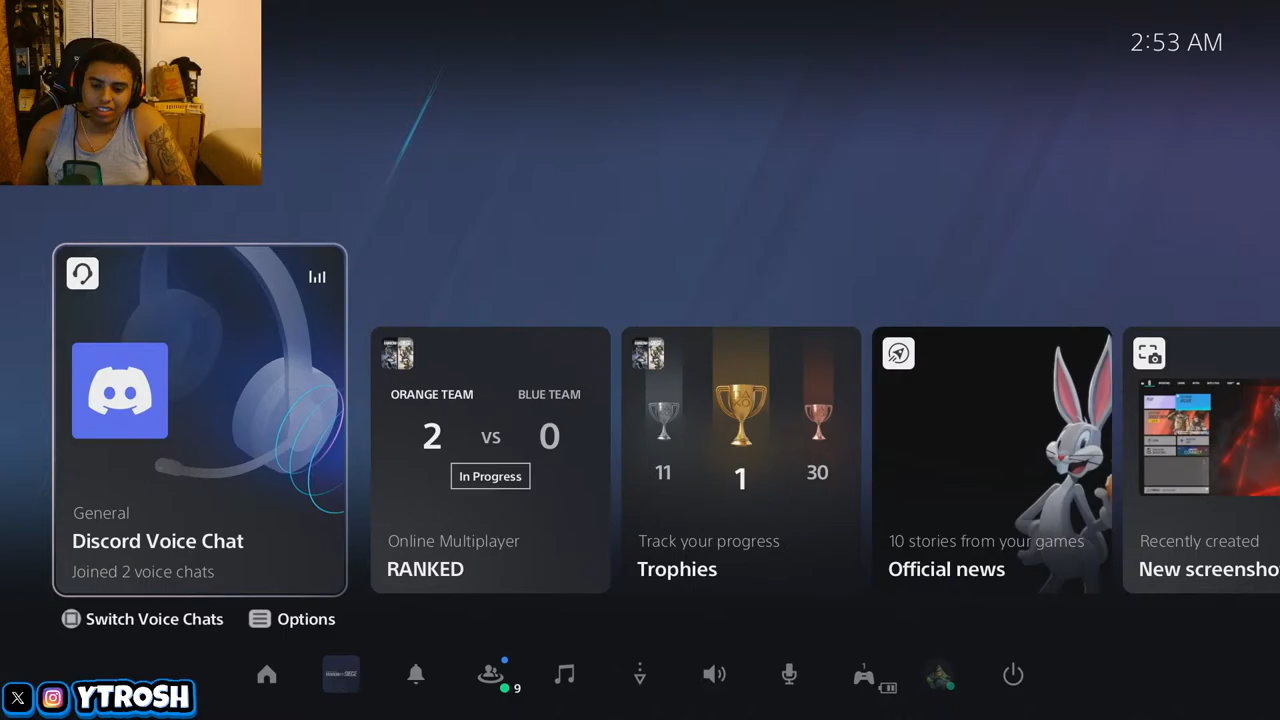 2:53 AM
General
Discord Voice Chat
Joined 2 voice chats
ORANGE TEAM
BLUE TEAM
2
VS
0
In Progress
Online Multiplayer
RANKED
11
1
30
Track your progress
Trophies
10 stories from your games
Official news
Recently created
New screensho
Switch Voice Chats
Options
9
1
YTROSH